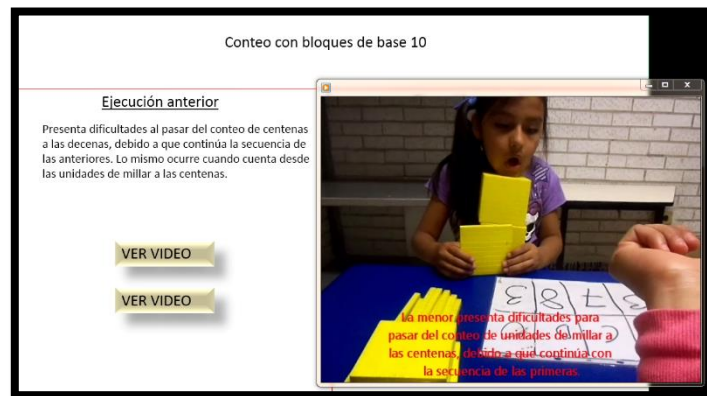 Conteo con bloques de base 10
Ejecución anterior
Presenta dificultades al pasar del conteo de centenas
a las decenas, debido a que continúa la secuencia de
las anteriores. Lo mismo ocurre cuando cuenta desde
las unidades de millar a las centenas.
VER VIDEO
VER VIDEO
La menor presenta dificultades para
pasar del conteo de unidades de millar a
las centenas, debido a que continúa con
la secuencia de las primeras.